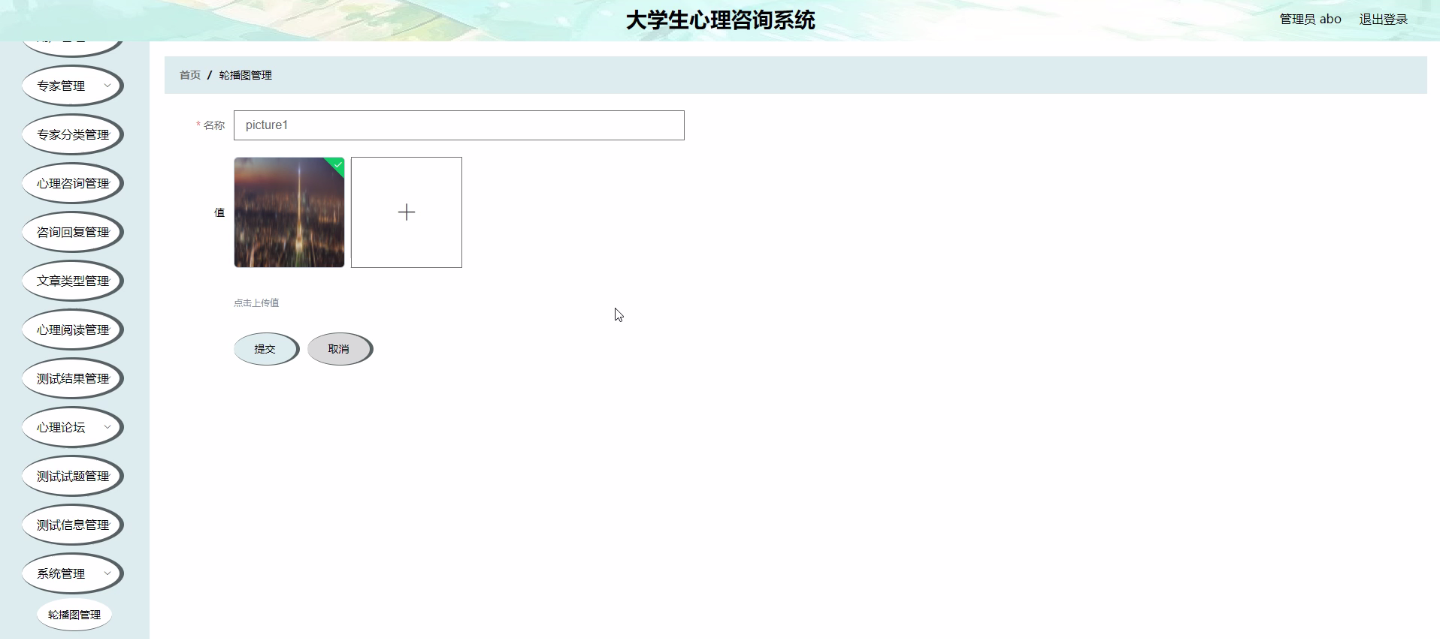 大学生心理咨询系统
管理员 abo
退出登录
专家管理
专家分类管理
心理咨询管理
咨询回复管理
文章类型管理
心理阅读管理
测试结果管理
心理论坛
测试试题管理
测试信息管理
系统管理
轮播图管理
首页 / 轮播图管理
* 名称
picture1
值
点击上传值
提交
取消